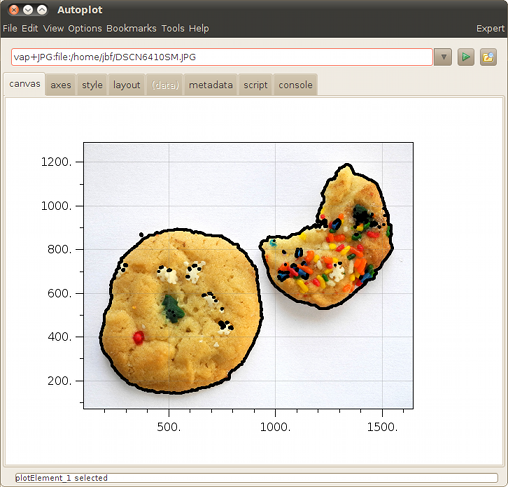 Autoplot
File Edit View Options Bookmarks Tools Help Expert
vap+JPG:file:/home/jbf/DSCN6410SM.JPG
canvas axes style layout (data) metadata script console
1200.
1000.
800.
600.
400.
200.
500. 1000. 1500.
plotElement_1 selected